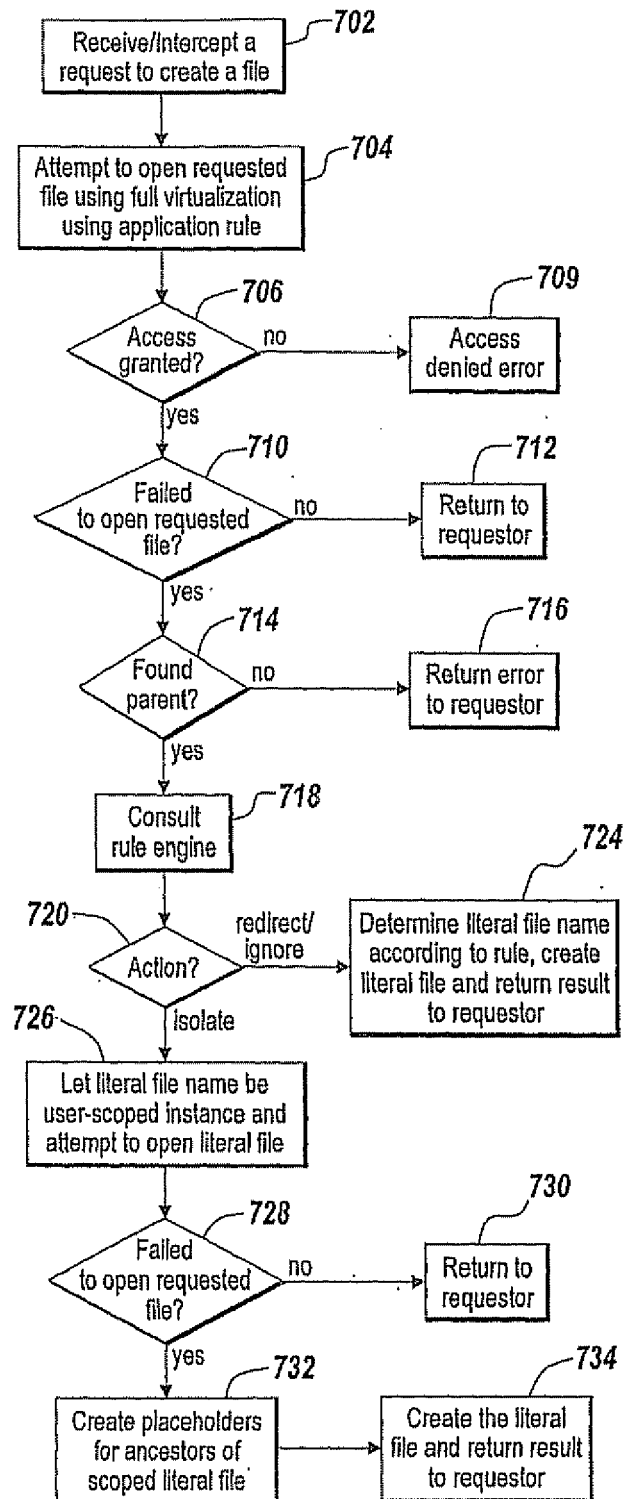 702
Receive/Intercept a
request to create a file
704
Attempt to open requested
file using full virtualization
using application rule
706
Access
granted?
no
709
Access
denied error
yes
710
Failed
to open requested
file?
no
712
Return to
requestor
yes
714
Found
parent?
no
716
Return error
to requestor
yes
718
Consult
rule engine
720
Action?
redirect/
ignore
724
Determine literal file name
according to rule, create
literal file and return result
to requestor
isolate
726
Let literal file name be
user-scoped instance and
attempt to open literal file
728
Failed
to open requested
file?
no
730
Return to
requestor
yes
732
Create placeholders
for ancestors of
scoped literal file
734
Create the literal
file and return result
to requestor